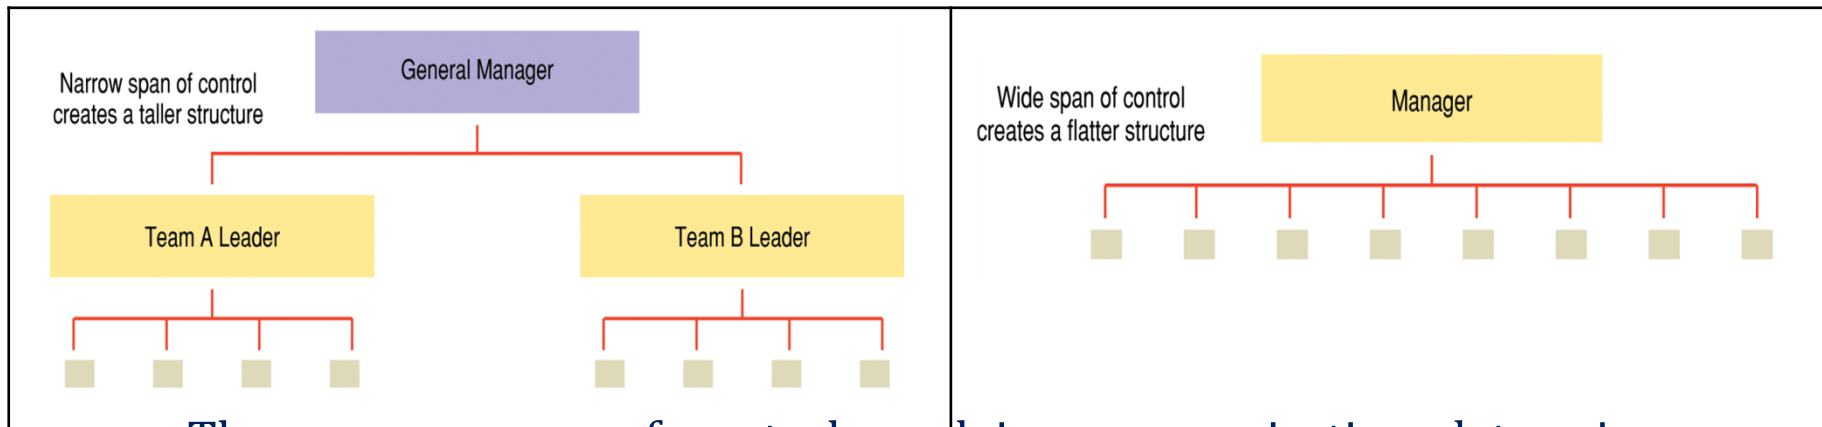 Narrow span of control
creates a taller structure
General Manager
Team A Leader
Team B Leader
Wide span of control
creates a flatter structure
Manager